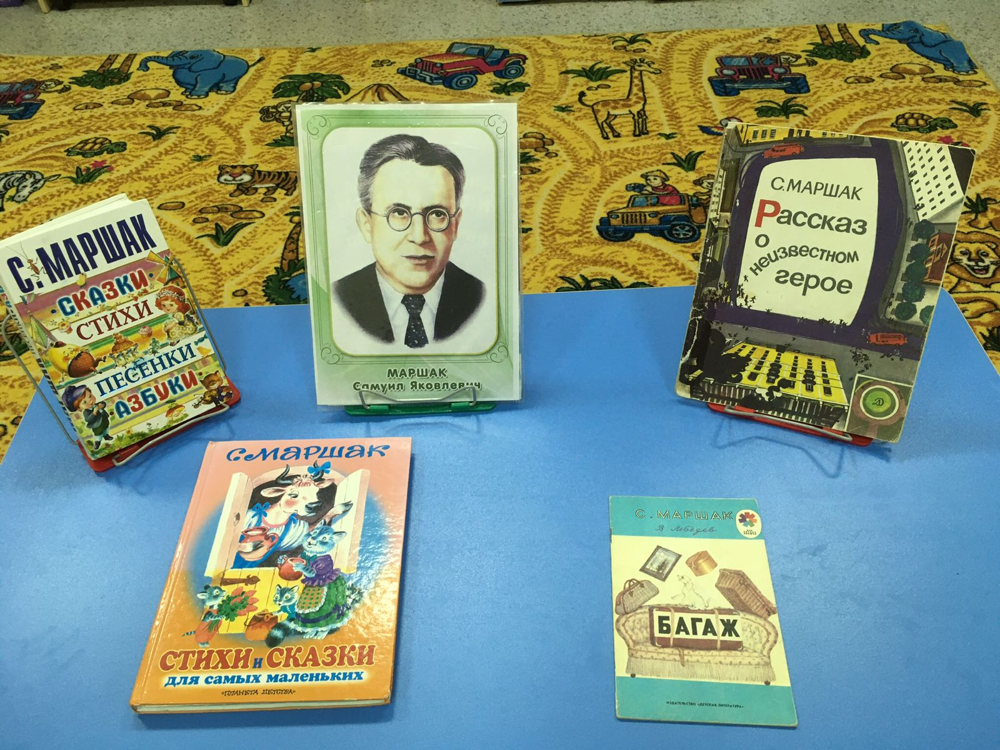 С. МАРШАК
СКАЗКИ
СТИХИ
ПЕСЕНКИ
АЗБУКИ
МАРШАК
Самуил Яковлевич
С. МАРШАК
Рассказ
о
неизвестном
герое
С. МАРШАК
СТИХИ и СКАЗКИ
для самых маленьких
«ПЛАНЕТА ДЕТСТВА»
С. МАРШАК
В. Лебедев
БАГАЖ
ИЗДАТЕЛЬСТВО «ДЕТСКАЯ ЛИТЕРАТУРА»